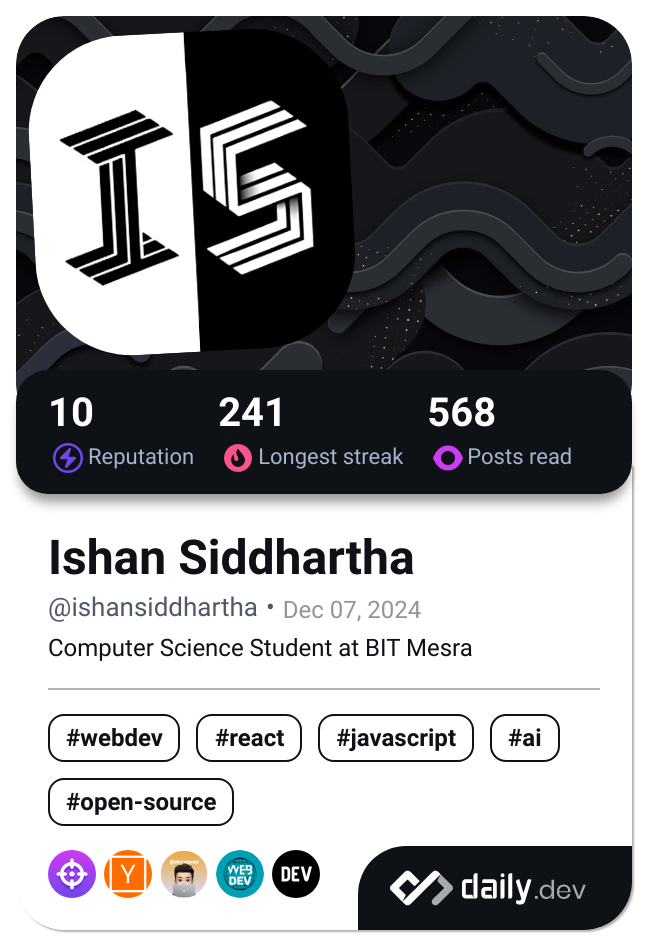 IS
10 241 568
Reputation Longest streak Posts read
Ishan Siddhartha
@ishansiddhartha • Dec 07, 2024
Computer Science Student at BIT Mesra
#webdev #react #javascript #ai
#open-source
Y WEB DEV DEV
daily.dev